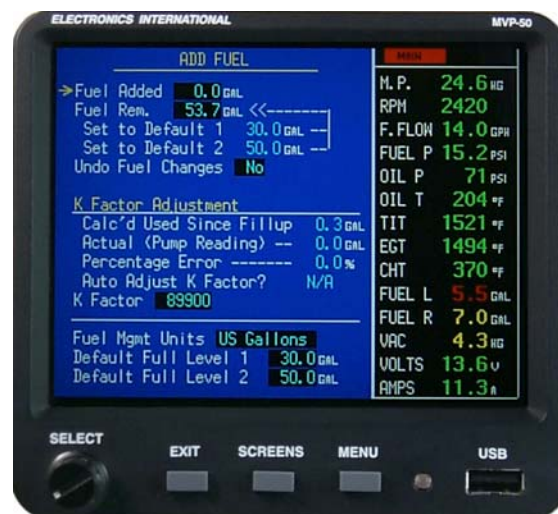 ELECTRONICS INTERNATIONAL MVP-50
ADD FUEL
Fuel Added 0.0 GAL
Fuel Rem. 53.7 GAL <<-------
Set to Default 1 30.0 GAL --
Set to Default 2 50.0 GAL --
Undo Fuel Changes No
K Factor Adjustment
Calc'd Used Since Fillup 0.3 GAL
Actual (Pump Reading) -- 0.0 GAL
Percentage Error ------- 0.0 %
Auto Adjust K Factor? N/A
K Factor 89900
Fuel Mgmt Units US Gallons
Default Full Level 1 30.0 GAL
Default Full Level 2 50.0 GAL
MAIN
M.P. 24.6 HG
RPM 2420
F.FLOW 14.0 GPH
FUEL P 15.2 PSI
OIL P 71 PSI
OIL T 204 °F
TIT 1521 °F
EGT 1494 °F
CHT 370 °F
FUEL L 5.5 GAL
FUEL R 7.0 GAL
VAC 4.3 HG
VOLTS 13.6 V
AMPS 11.3 A
SELECT EXIT SCREENS MENU USB